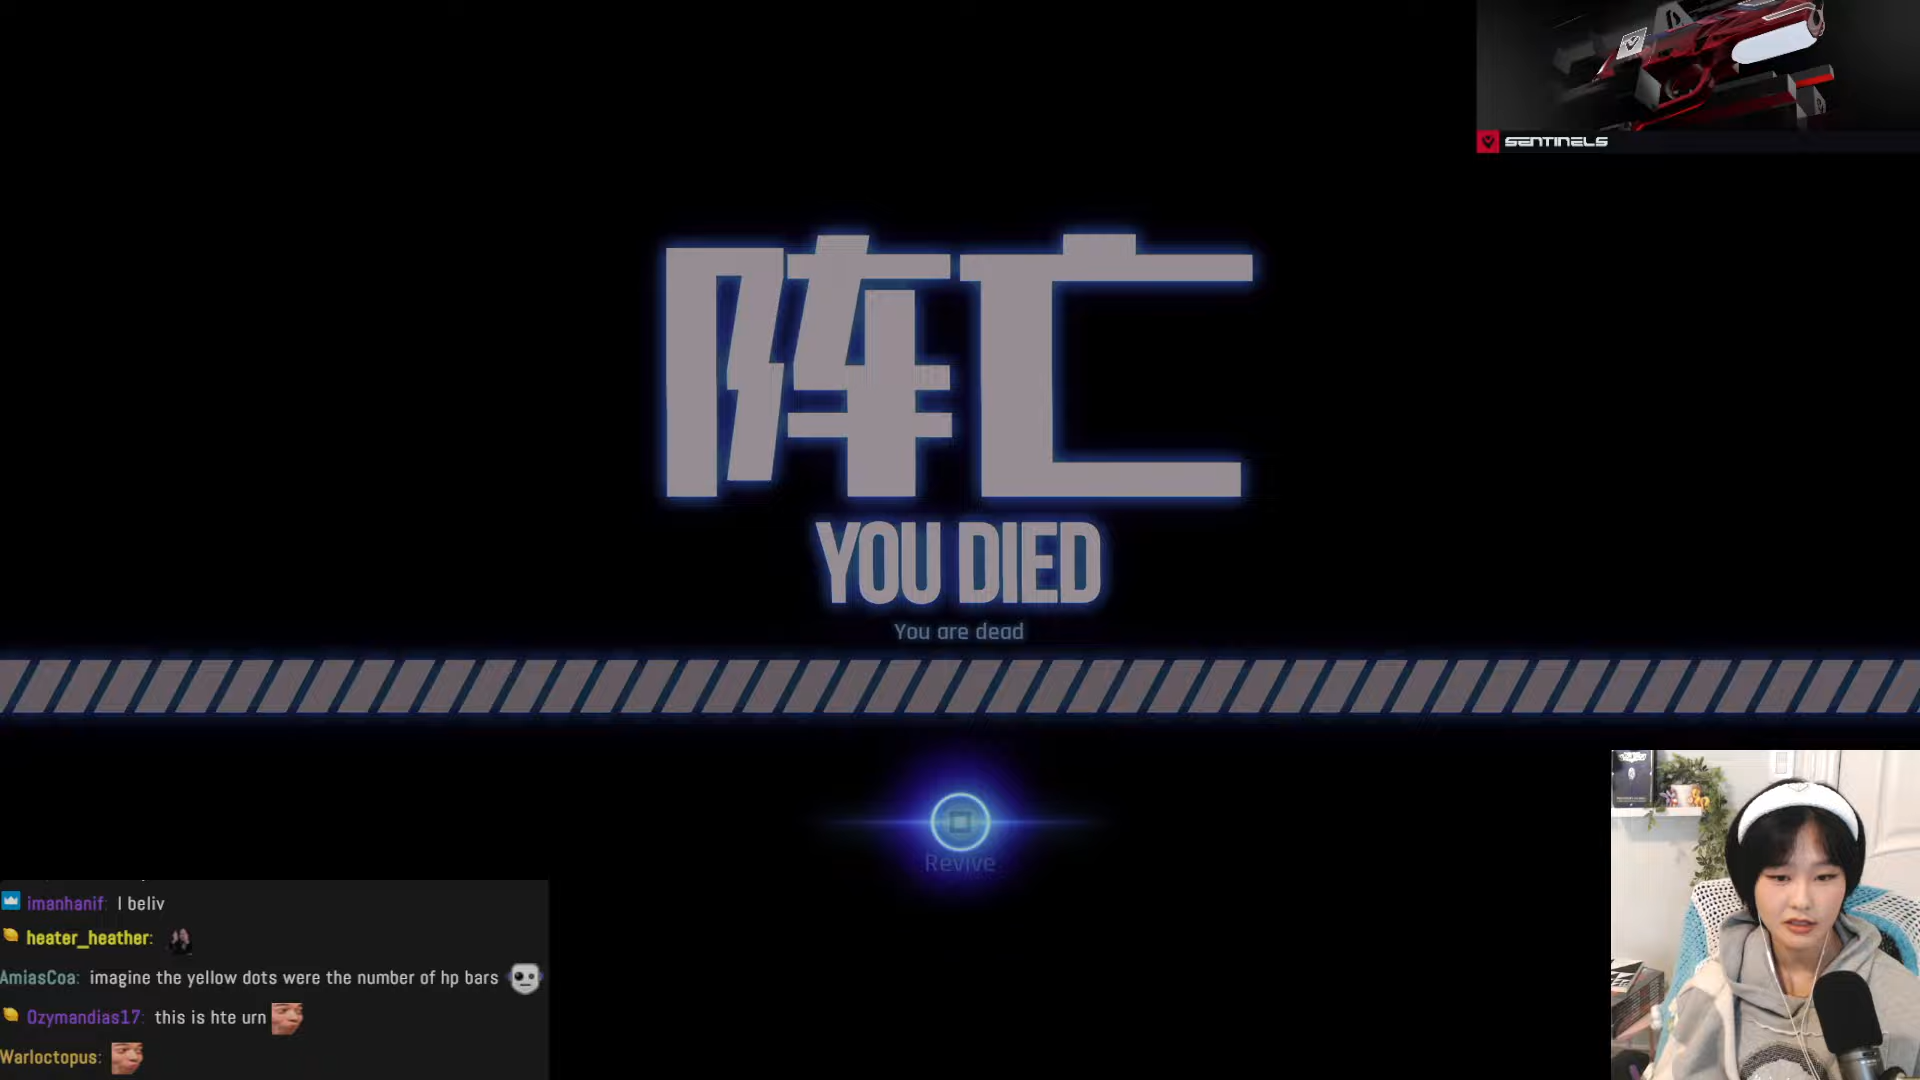 SENTINELS
阵亡
YOU DIED
You are dead
Revive
imanhanif: I beliv
heater_heather:
AmiasCoa: imagine the yellow dots were the number of hp bars
Ozymandias17: this is hte urn
Warloctopus: